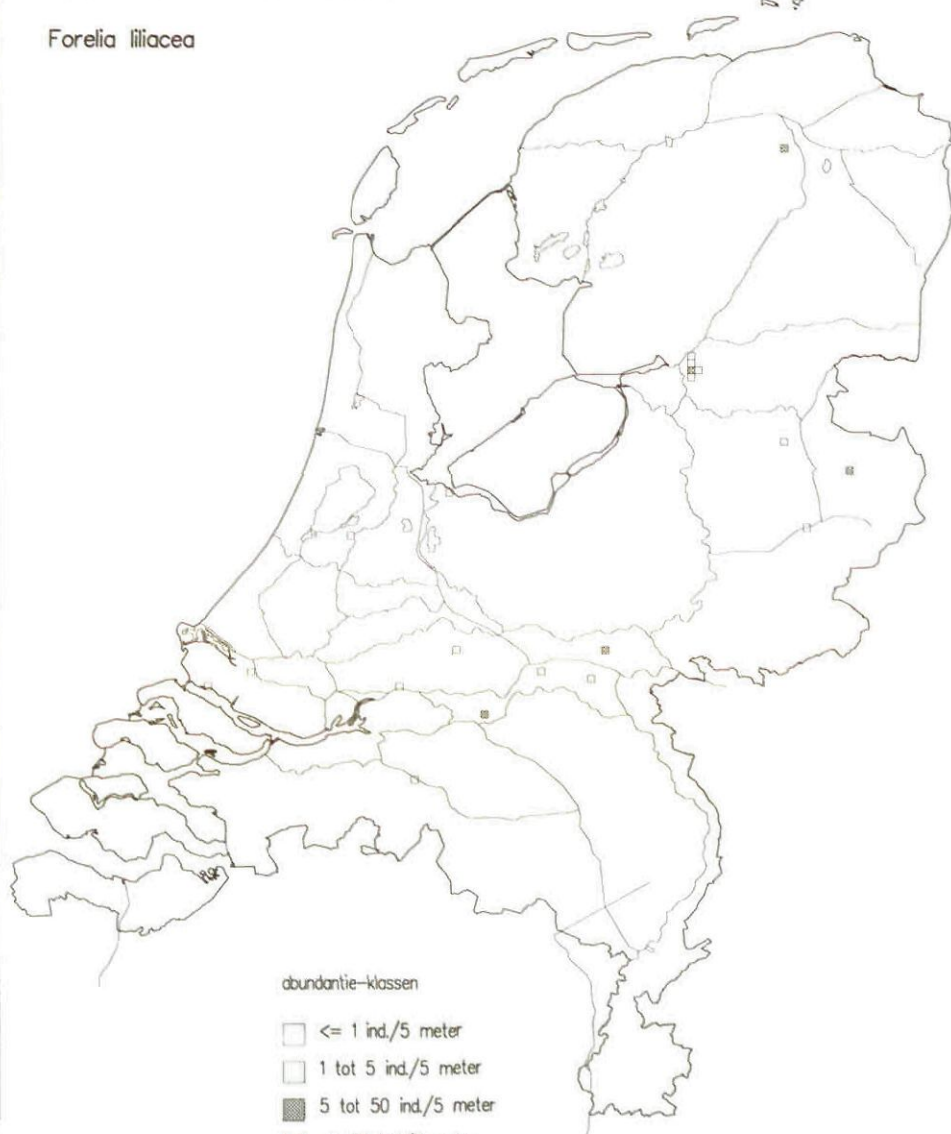 Forelia liliacea
abundantie-klassen
<= 1 ind./5 meter
1 tot 5 ind./5 meter
5 tot 50 ind./5 meter